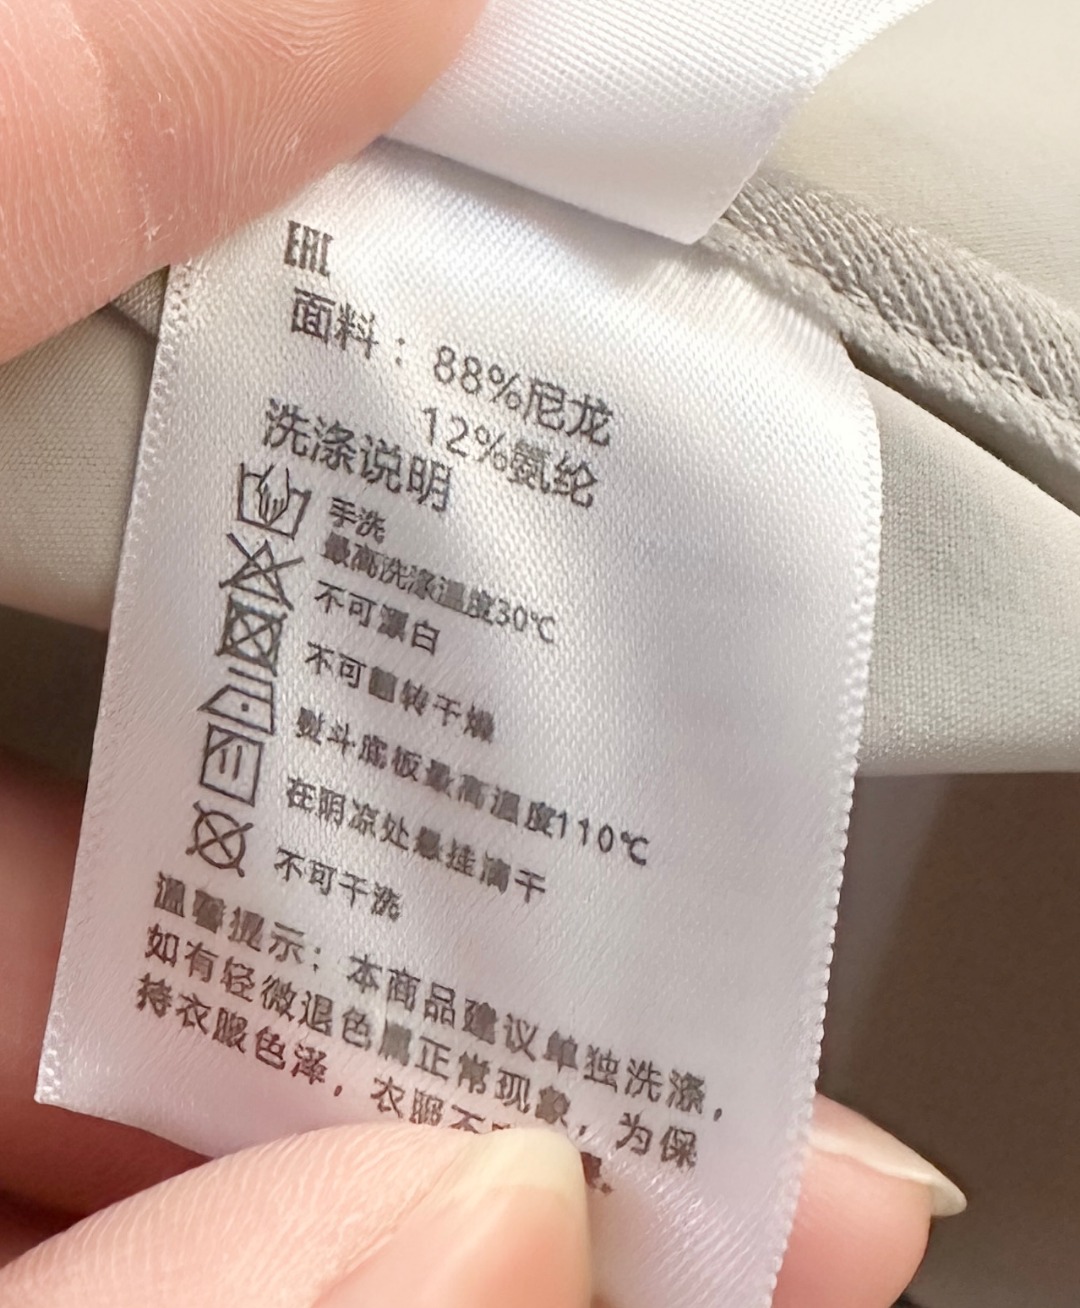 EAC
面料：88%尼龙
12%氨纶
洗涤说明
手洗
最高洗涤温度30℃
不可漂白
不可翻转干燥
熨斗底板最高温度110℃
在阴凉处悬挂滴干
不可干洗
温馨提示：本商品建议单独洗涤，
如有轻微退色属正常现象，为保
持衣服色泽，衣服不